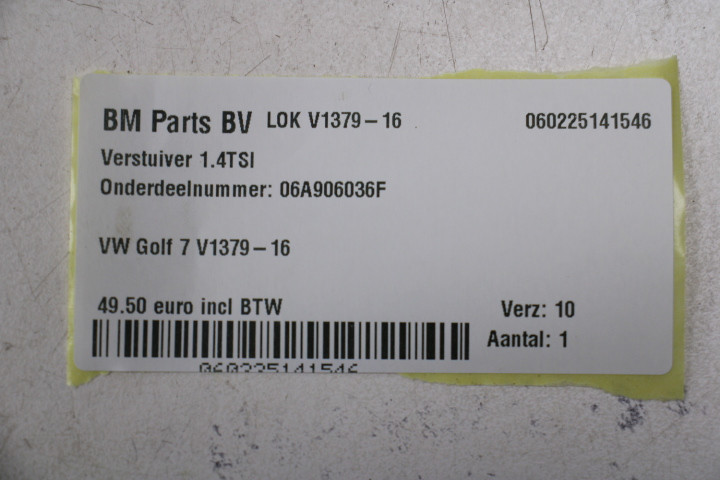 BM Parts BV LOK V1379-16 060225141546
Verstuiver 1.4TSI
Onderdeelnummer: 06A906036F
VW Golf 7 V1379-16
49.50 euro incl BTW
Verz: 10
Aantal: 1
060225141546